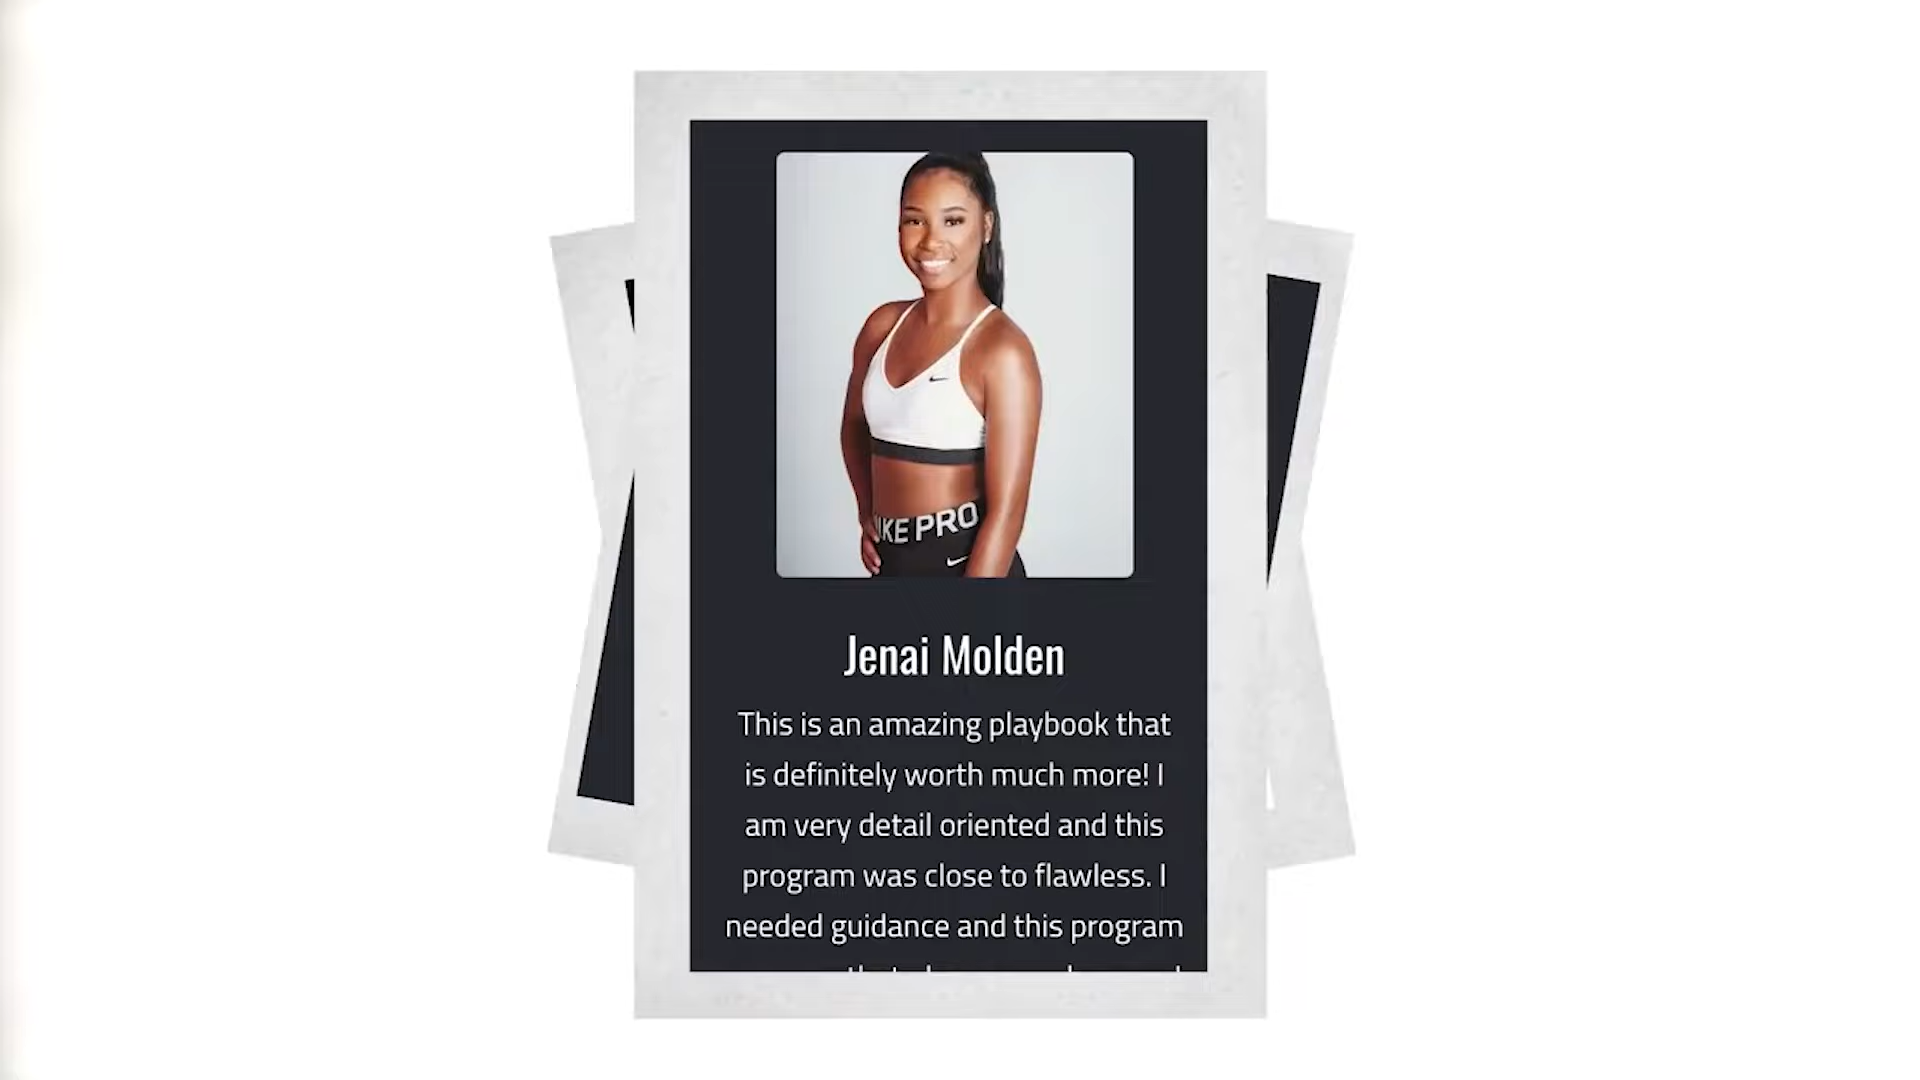 IKE PRO
Jenai Molden
This is an amazing playbook that
is definitely worth much more! I
am very detail oriented and this
program was close to flawless. I
needed guidance and this program